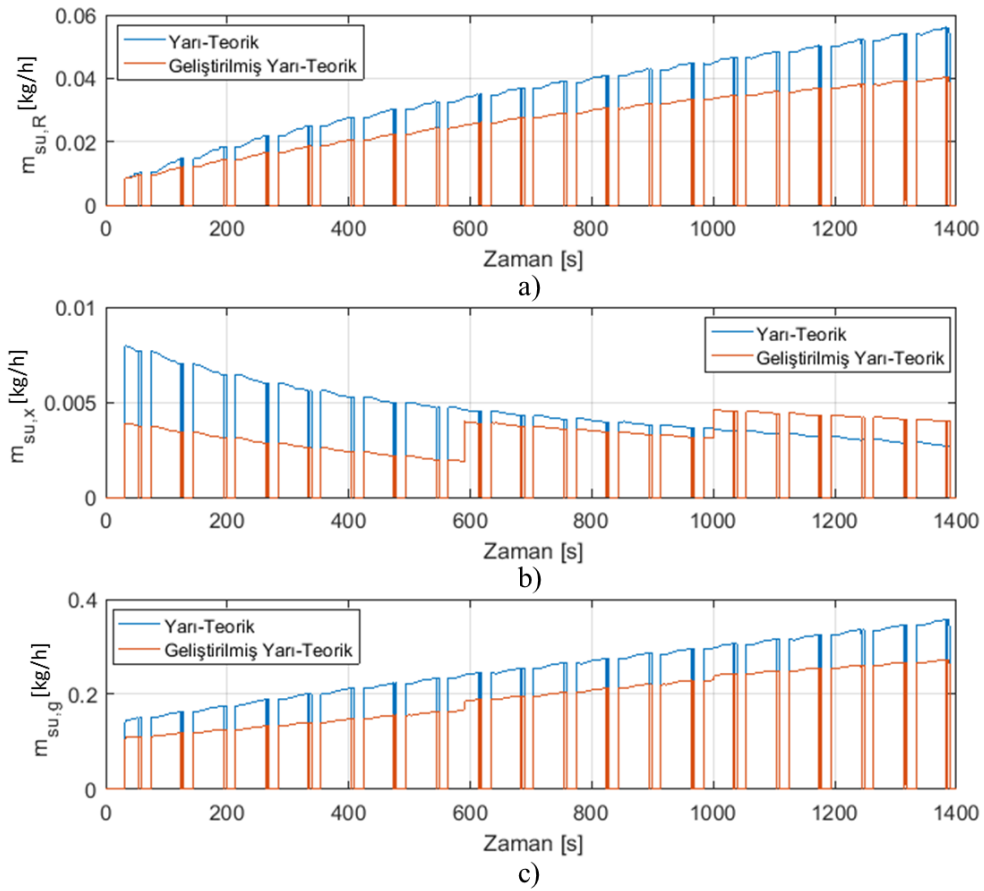 0.06
0.04
0.02
0
m_su,R [kg/h]
Yarı-Teorik
Geliştirilmiş Yarı-Teorik
0 200 400 600 800 1000 1200 1400
Zaman [s]
a)
0.01
0.005
0
m_su,x [kg/h]
Yarı-Teorik
Geliştirilmiş Yarı-Teorik
0 200 400 600 800 1000 1200 1400
Zaman [s]
b)
0.4
0.2
0
m_su,g [kg/h]
Yarı-Teorik
Geliştirilmiş Yarı-Teorik
0 200 400 600 800 1000 1200 1400
Zaman [s]
c)